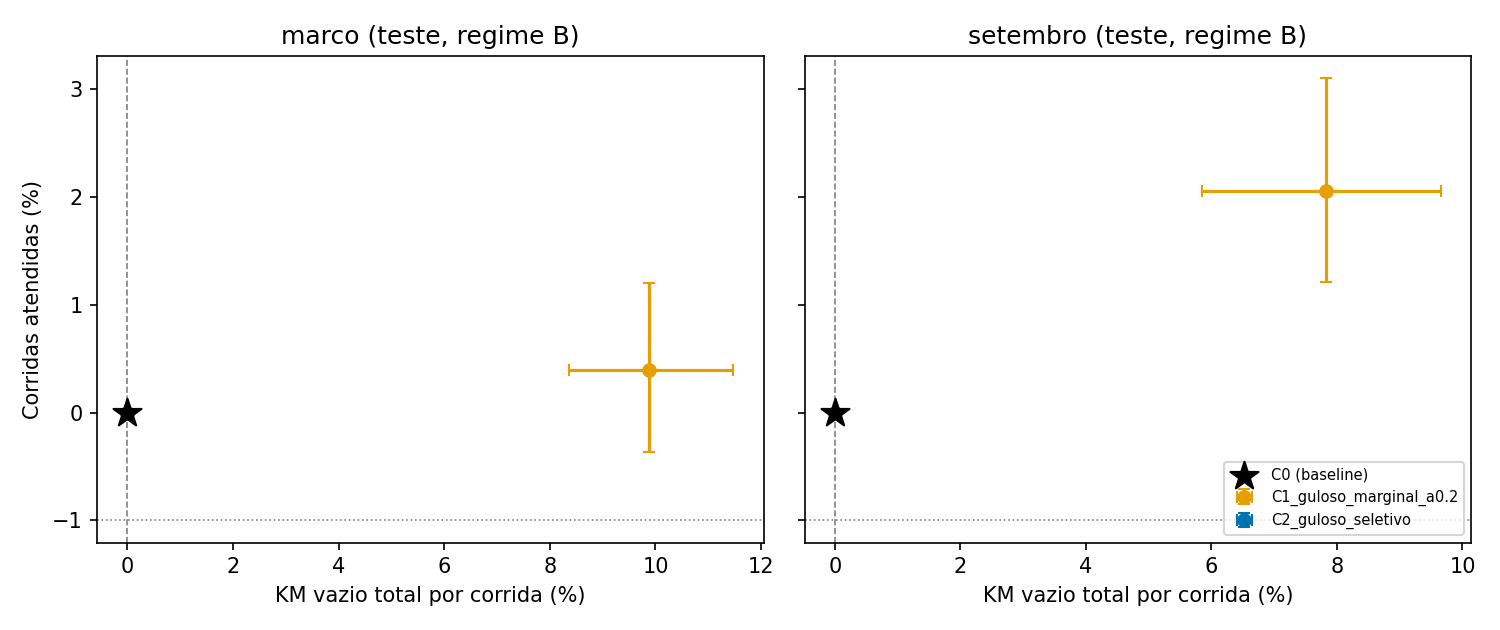 marco (teste, regime B)
setembro (teste, regime B)
Corridas atendidas (%)
3
2
1
0
−1
0 2 4 6 8 10 12
0 2 4 6 8 10
KM vazio total por corrida (%)
KM vazio total por corrida (%)
C0 (baseline)
C1_guloso_marginal_a0.2
C2_guloso_seletivo